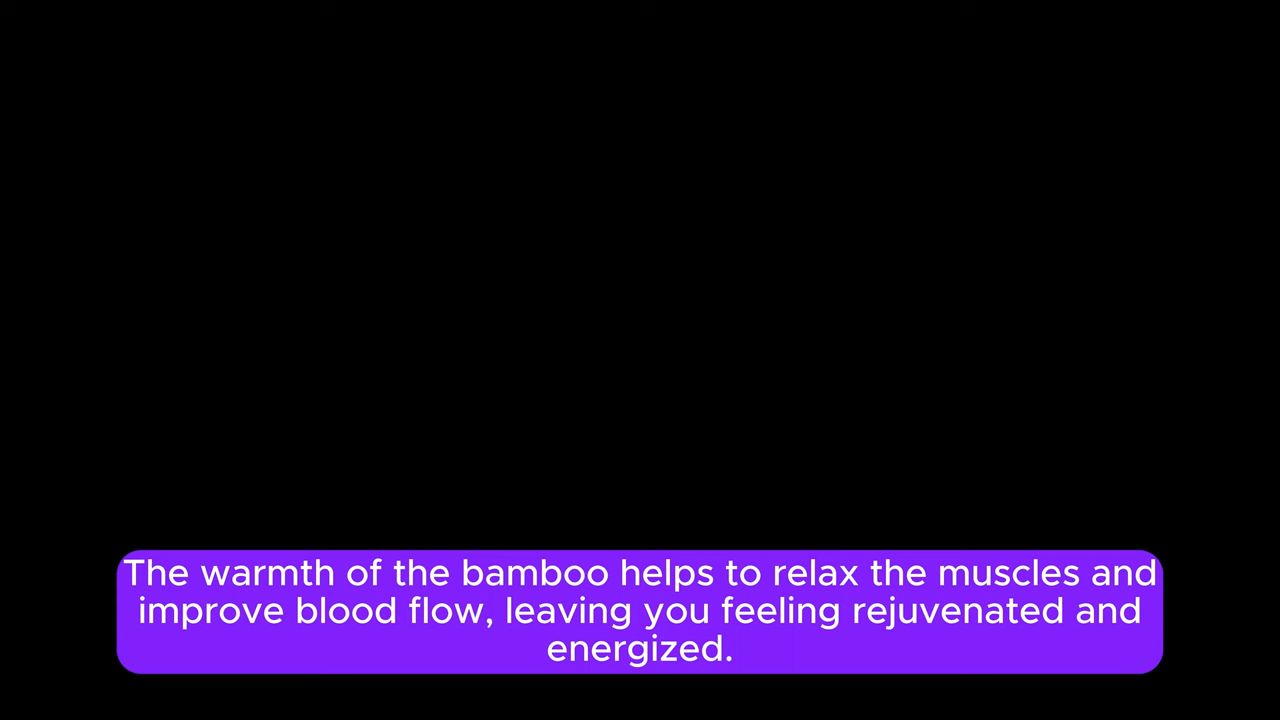 The warmth of the bamboo helps to relax the muscles and
improve blood flow, leaving you feeling rejuvenated and
energized.